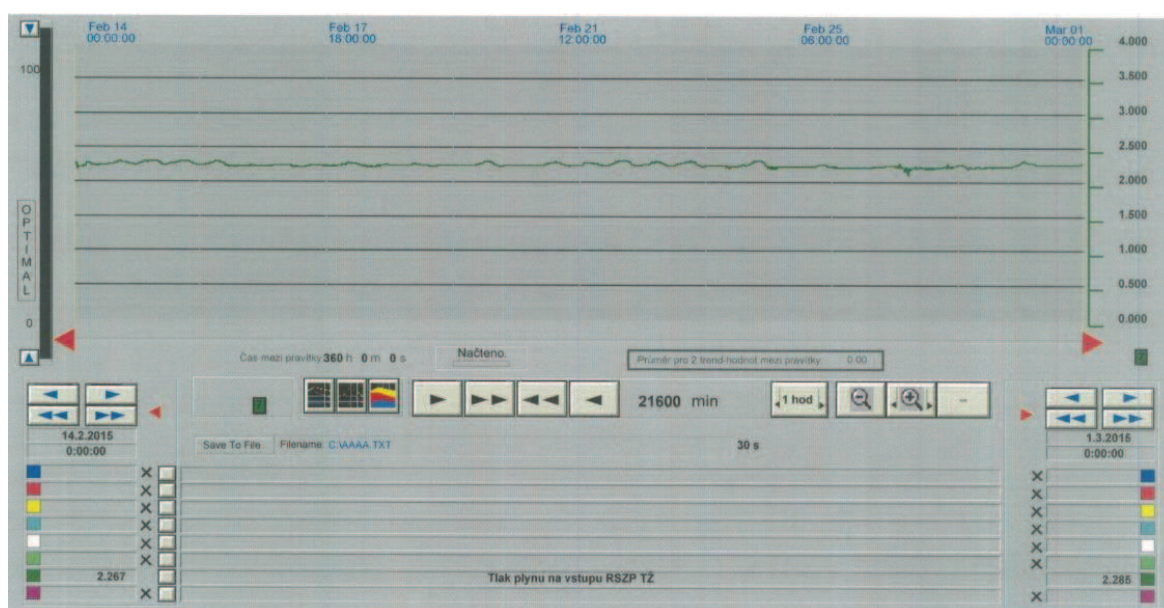 Feb 14 Feb 17 Feb 21 Feb 25 Mar 01
00:00:00 18:00:00 12:00:00 06:00:00 00:00:00
4.000
100
3.500
3.000
2.500
2.000
OPTIMAL
1.500
1.000
0.500
0
0.000
Čas mezi pravítky 360 h 0 m 0 s
Načteno.
Průměr pro 2 trend-hodnot mezi pravítky 0.00
7
7
21600 min
1 hod
14.2.2015
0:00:00
Save To File Filename: C:\AAAA.TXT 30 s
1.3.2015
0:00:00
2.267 Tlak plynu na vstupu RSZP TŽ 2.285